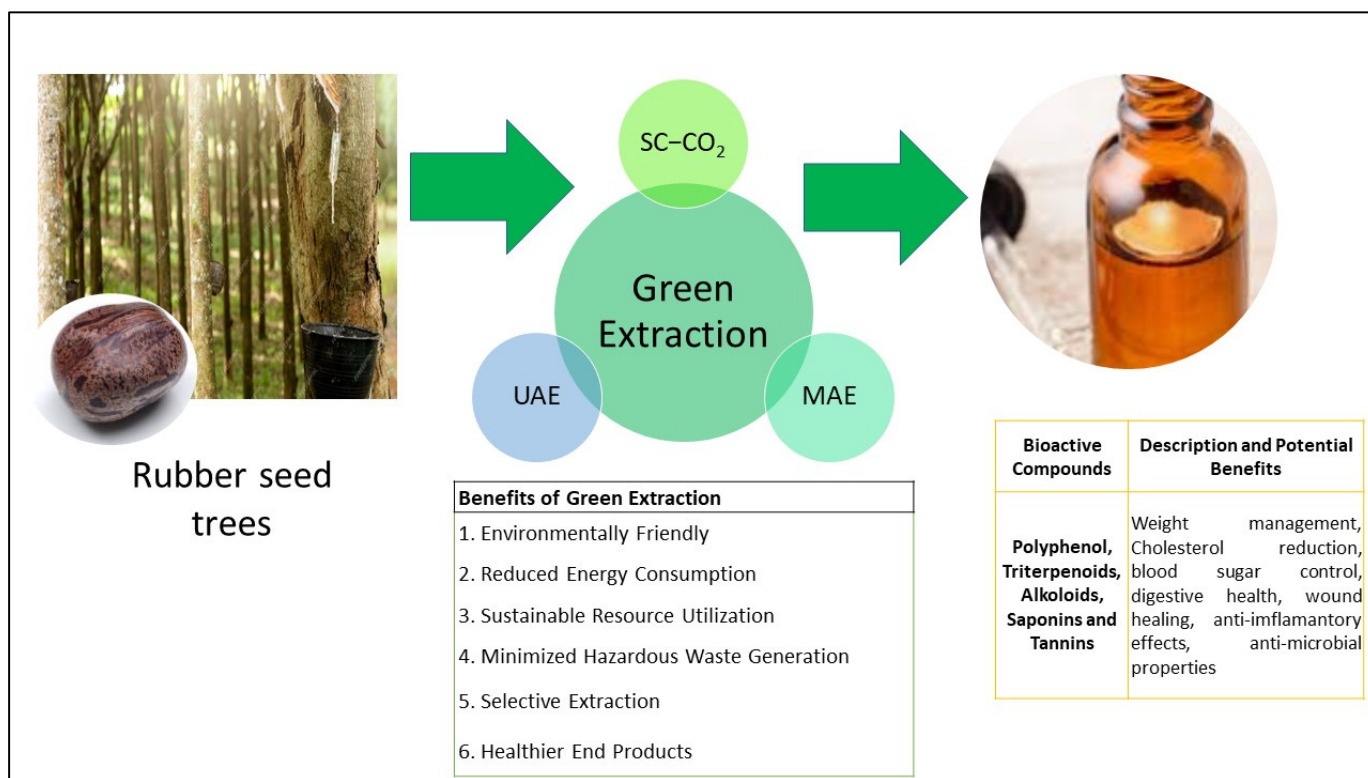 Rubber seed
trees
SC−CO₂
Green
Extraction
UAE
MAE
Benefits of Green Extraction
1. Environmentally Friendly
2. Reduced Energy Consumption
3. Sustainable Resource Utilization
4. Minimized Hazardous Waste Generation
5. Selective Extraction
6. Healthier End Products
Bioactive
Compounds
Description and Potential
Benefits
Polyphenol,
Triterpenoids,
Alkoloids,
Saponins and
Tannins
Weight management,
Cholesterol reduction,
blood sugar control,
digestive health, wound
healing, anti-imflamantory
effects, anti-microbial
properties